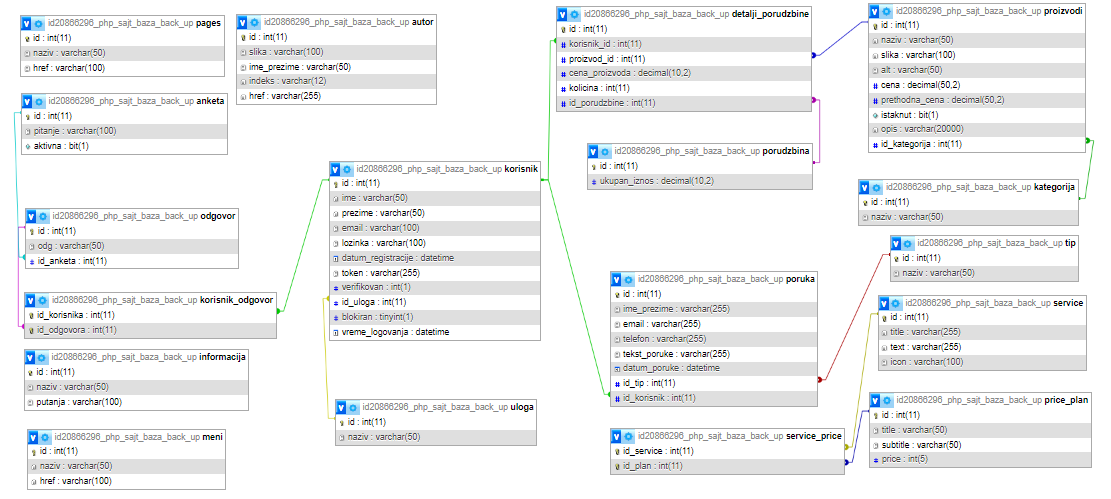 id20866296_php_sajt_baza_back_up pages
id : int(11)
naziv : varchar(50)
href : varchar(100)
id20866296_php_sajt_baza_back_up autor
id : int(11)
slika : varchar(100)
ime_prezime : varchar(50)
indeks : varchar(12)
href : varchar(255)
id20866296_php_sajt_baza_back_up detalji_porudzbine
id : int(11)
korisnik_id : int(11)
proizvod_id : int(11)
cena_proizvoda : decimal(10,2)
kolicina : int(11)
id_porudzbine : int(11)
id20866296_php_sajt_baza_back_up proizvodi
id : int(11)
naziv : varchar(50)
slika : varchar(100)
alt : varchar(50)
cena : decimal(50,2)
prethodna_cena : decimal(50,2)
istaknut : bit(1)
opis : varchar(20000)
id_kategorija : int(11)
id20866296_php_sajt_baza_back_up anketa
id : int(11)
pitanje : varchar(100)
aktivna : bit(1)
id20866296_php_sajt_baza_back_up porudzbina
id : int(11)
ukupan_iznos : decimal(10,2)
id20866296_php_sajt_baza_back_up korisnik
id : int(11)
ime : varchar(50)
prezime : varchar(50)
email : varchar(100)
lozinka : varchar(100)
datum_registracije : datetime
token : varchar(255)
verifikovan : int(1)
id_uloga : int(11)
blokiran : tinyint(1)
vreme_logovanja : datetime
id20866296_php_sajt_baza_back_up kategorija
id : int(11)
naziv : varchar(50)
id20866296_php_sajt_baza_back_up odgovor
id : int(11)
odg : varchar(50)
id_anketa : int(11)
id20866296_php_sajt_baza_back_up tip
id : int(11)
naziv : varchar(50)
id20866296_php_sajt_baza_back_up poruka
id : int(11)
ime_prezime : varchar(255)
email : varchar(255)
telefon : varchar(255)
tekst_poruke : varchar(255)
datum_poruke : datetime
id_tip : int(11)
id_korisnik : int(11)
id20866296_php_sajt_baza_back_up korisnik_odgovor
id_korisnika : int(11)
id_odgovora : int(11)
id20866296_php_sajt_baza_back_up service
id : int(11)
title : varchar(255)
text : varchar(255)
icon : varchar(100)
id20866296_php_sajt_baza_back_up informacija
id : int(11)
naziv : varchar(50)
putanja : varchar(100)
id20866296_php_sajt_baza_back_up uloga
id : int(11)
naziv : varchar(50)
id20866296_php_sajt_baza_back_up price_plan
id : int(11)
title : varchar(50)
subtitle : varchar(50)
price : int(5)
id20866296_php_sajt_baza_back_up meni
id : int(11)
naziv : varchar(50)
href : varchar(100)
id20866296_php_sajt_baza_back_up service_price
id_service : int(11)
id_plan : int(11)